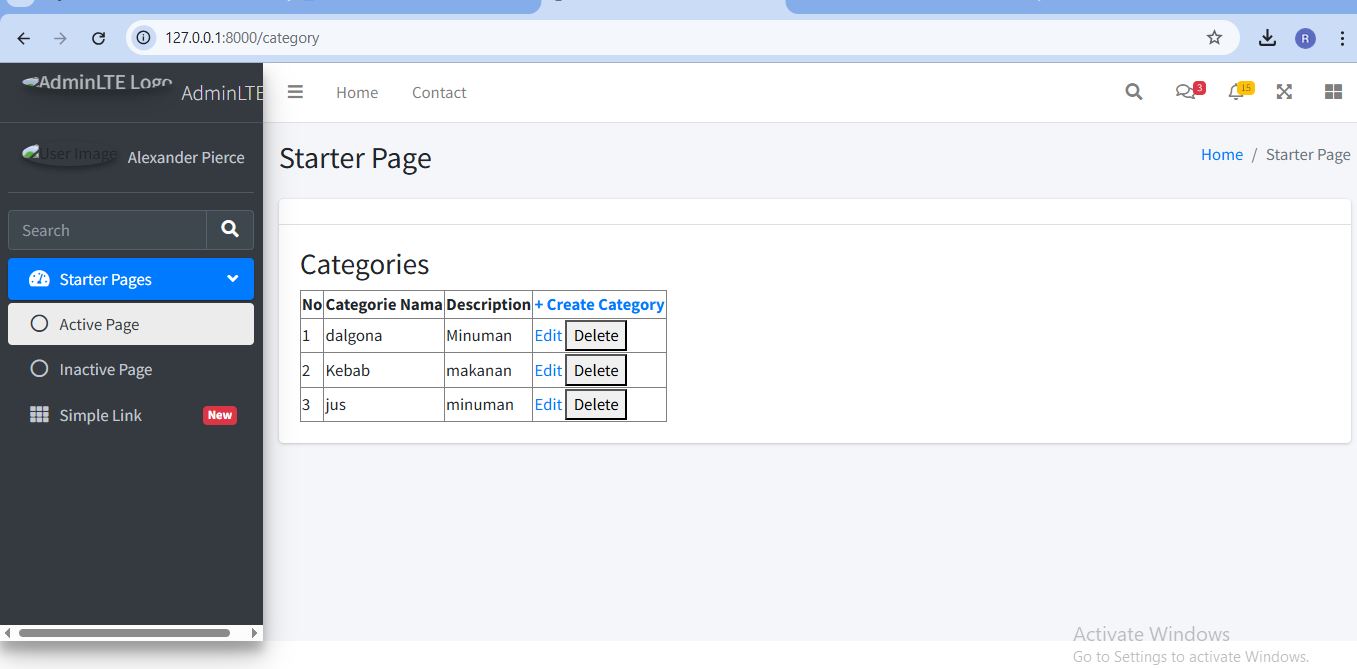 127.0.0.1:8000/category
R
AdminLTE Logo AdminLTE
Home Contact
3
15
User Image Alexander Pierce
Starter Page
Home / Starter Page
Search
Starter Pages
Active Page
Inactive Page
Simple Link New
Categories
No Categorie Nama Description + Create Category
1 dalgona Minuman Edit Delete
2 Kebab makanan Edit Delete
3 jus minuman Edit Delete
Activate Windows
Go to Settings to activate Windows.